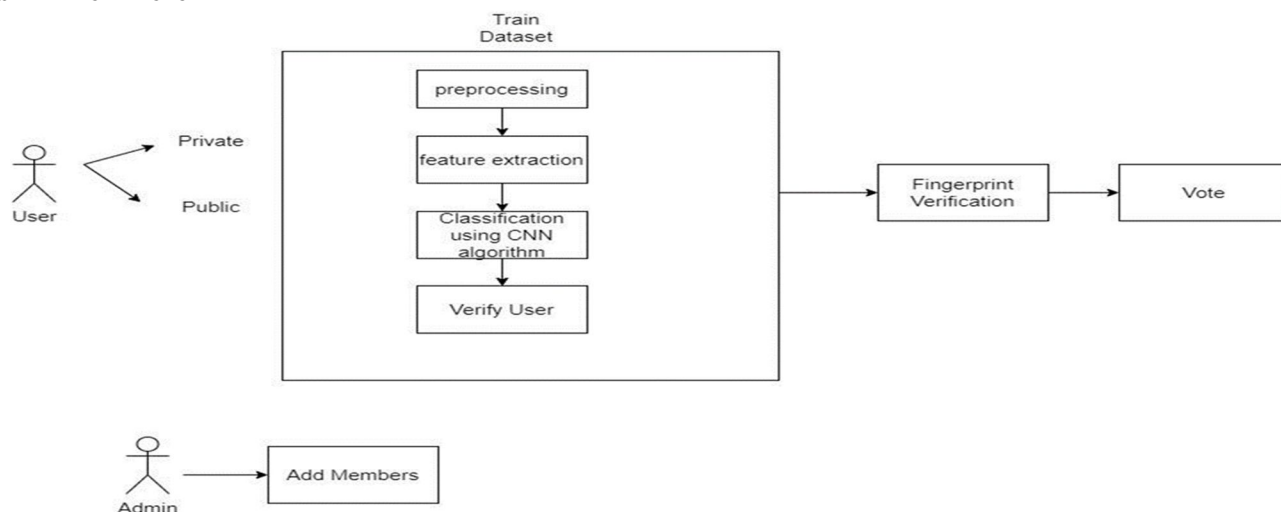 Train
Dataset
preprocessing
feature extraction
Classification
using CNN
algorithm
Verify User
Private
Public
User
Fingerprint
Verification
Vote
Add Members
Admin